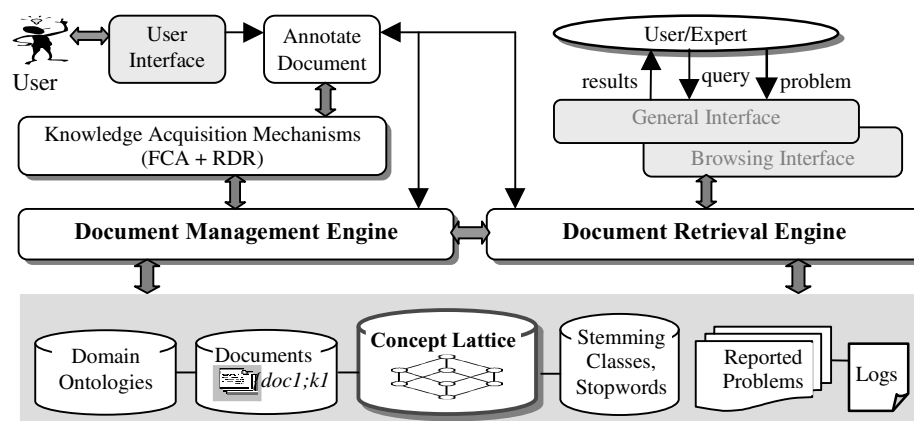 User
User
Interface
Annotate
Document
User/Expert
results
query
problem
General Interface
Browsing Interface
Knowledge Acquisition Mechanisms
(FCA + RDR)
Document Management Engine
Document Retrieval Engine
Domain
Ontologies
Documents
(doc1;k1
Concept Lattice
Stemming
Classes,
Stopwords
Reported
Problems
Logs